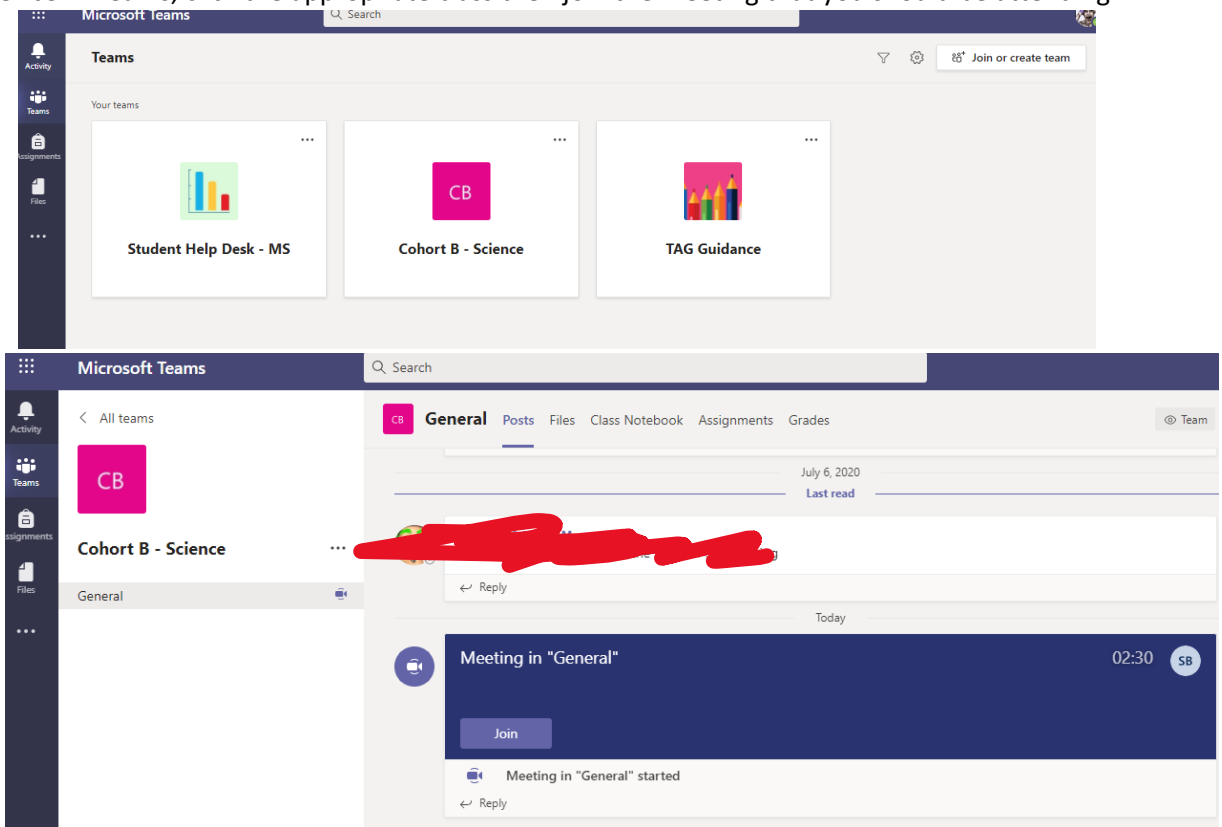 Microsoft Teams
Search
Activity
Teams
Join or create team
Teams
Your teams
Assignments
Files
...
...
...
...
CB
Student Help Desk - MS
Cohort B - Science
TAG Guidance
Microsoft Teams
Search
Activity
< All teams
CB
General Posts Files Class Notebook Assignments Grades
Team
Teams
CB
July 6, 2020
Last read
ssignments
Cohort B - Science ...
Files
General
Reply
...
Today
Meeting in "General" 02:30 SB
Join
Meeting in "General" started
Reply